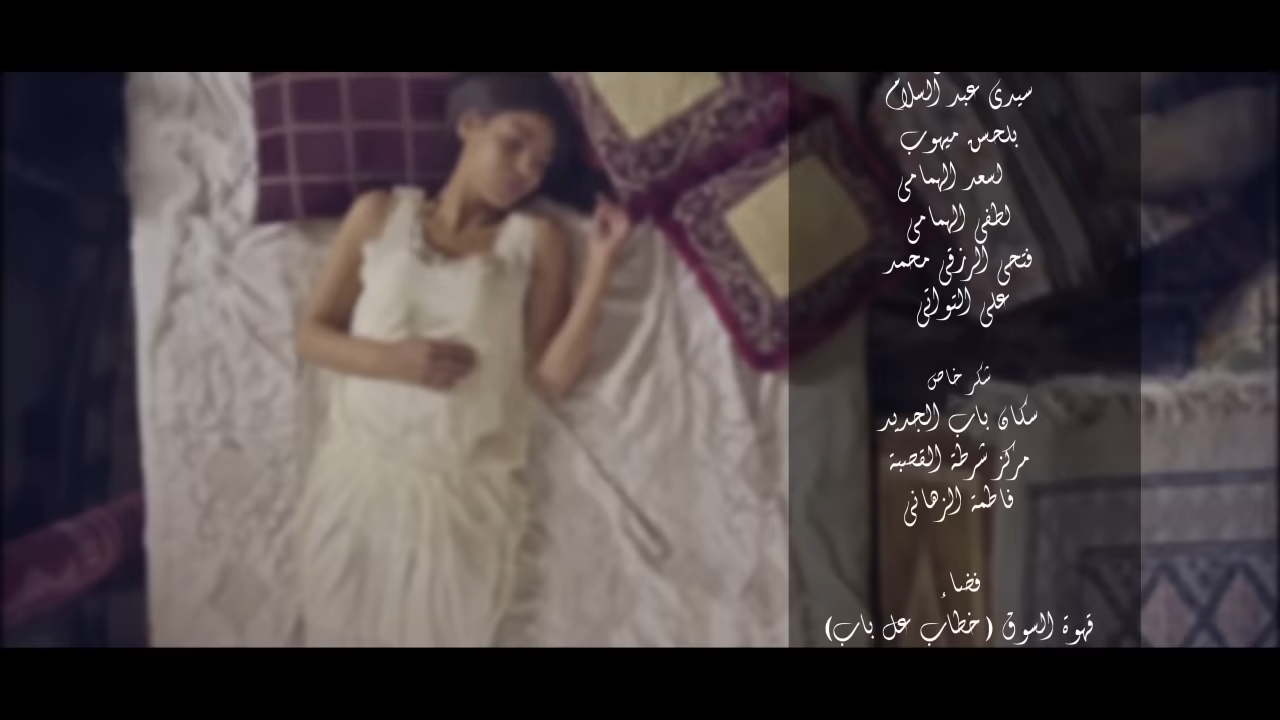 سيدي عبد السلام
بلحسن ميهوب
لسعد الهمامي
لطفي الهمامي
فتحي الرزقي محمد
علي التواتي
شكر خاص
سكان باب الجديد
مركز شرطة القصبة
فاطمة الزهاني
فضاء
قهوة السوق (خطاب عل باب)